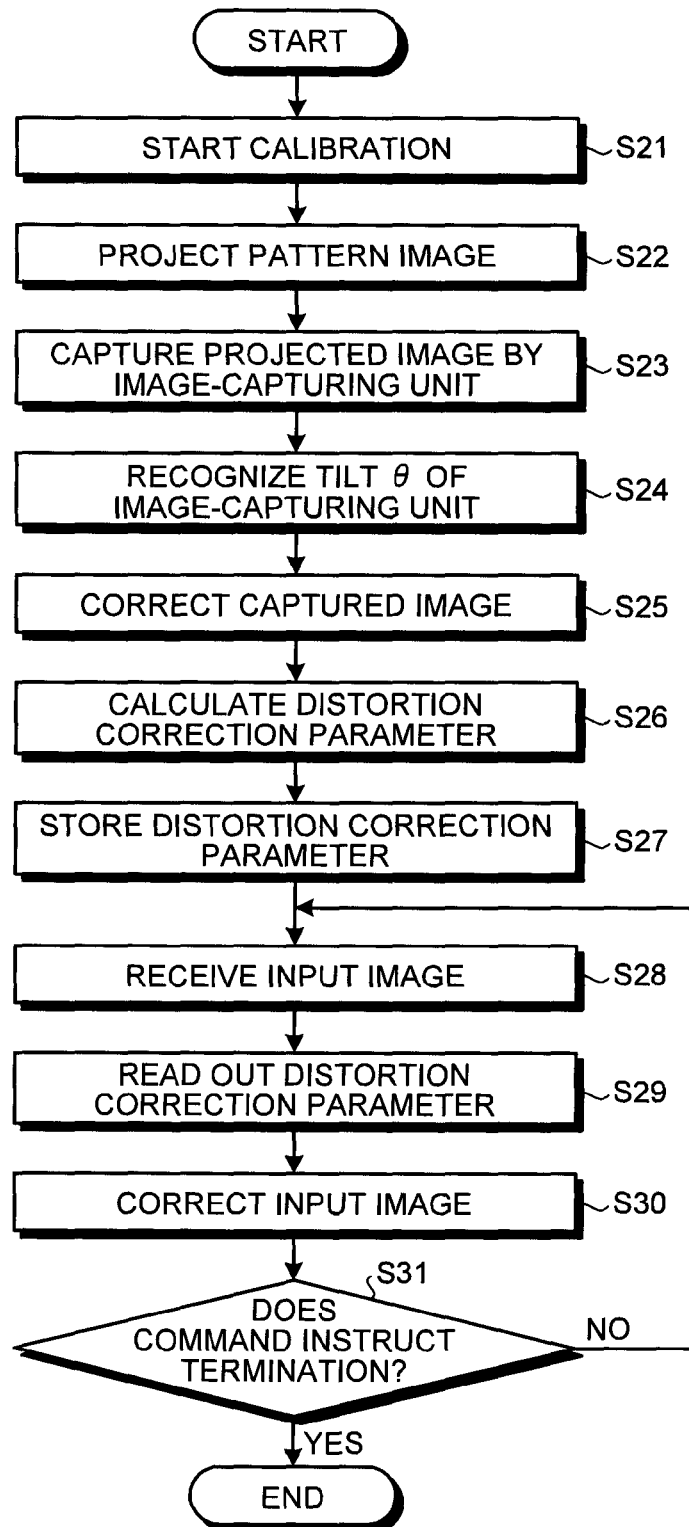 START
START CALIBRATION
S21
PROJECT PATTERN IMAGE
S22
CAPTURE PROJECTED IMAGE BY
IMAGE-CAPTURING UNIT
S23
RECOGNIZE TILT θ OF
IMAGE-CAPTURING UNIT
S24
CORRECT CAPTURED IMAGE
S25
CALCULATE DISTORTION
CORRECTION PARAMETER
S26
STORE DISTORTION CORRECTION
PARAMETER
S27
RECEIVE INPUT IMAGE
S28
READ OUT DISTORTION
CORRECTION PARAMETER
S29
CORRECT INPUT IMAGE
S30
S31
DOES
COMMAND INSTRUCT
TERMINATION?
NO
YES
END